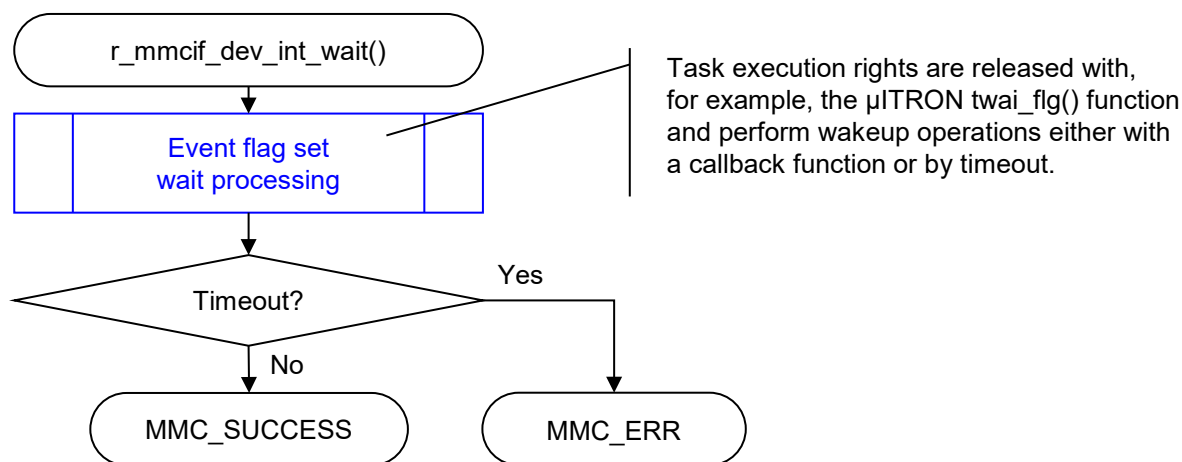 r_mmcif_dev_int_wait()
Task execution rights are released with,
for example, the µITRON twai_flg() function
and perform wakeup operations either with
a callback function or by timeout.
Event flag set
wait processing
Timeout?
Yes
No
MMC_SUCCESS
MMC_ERR